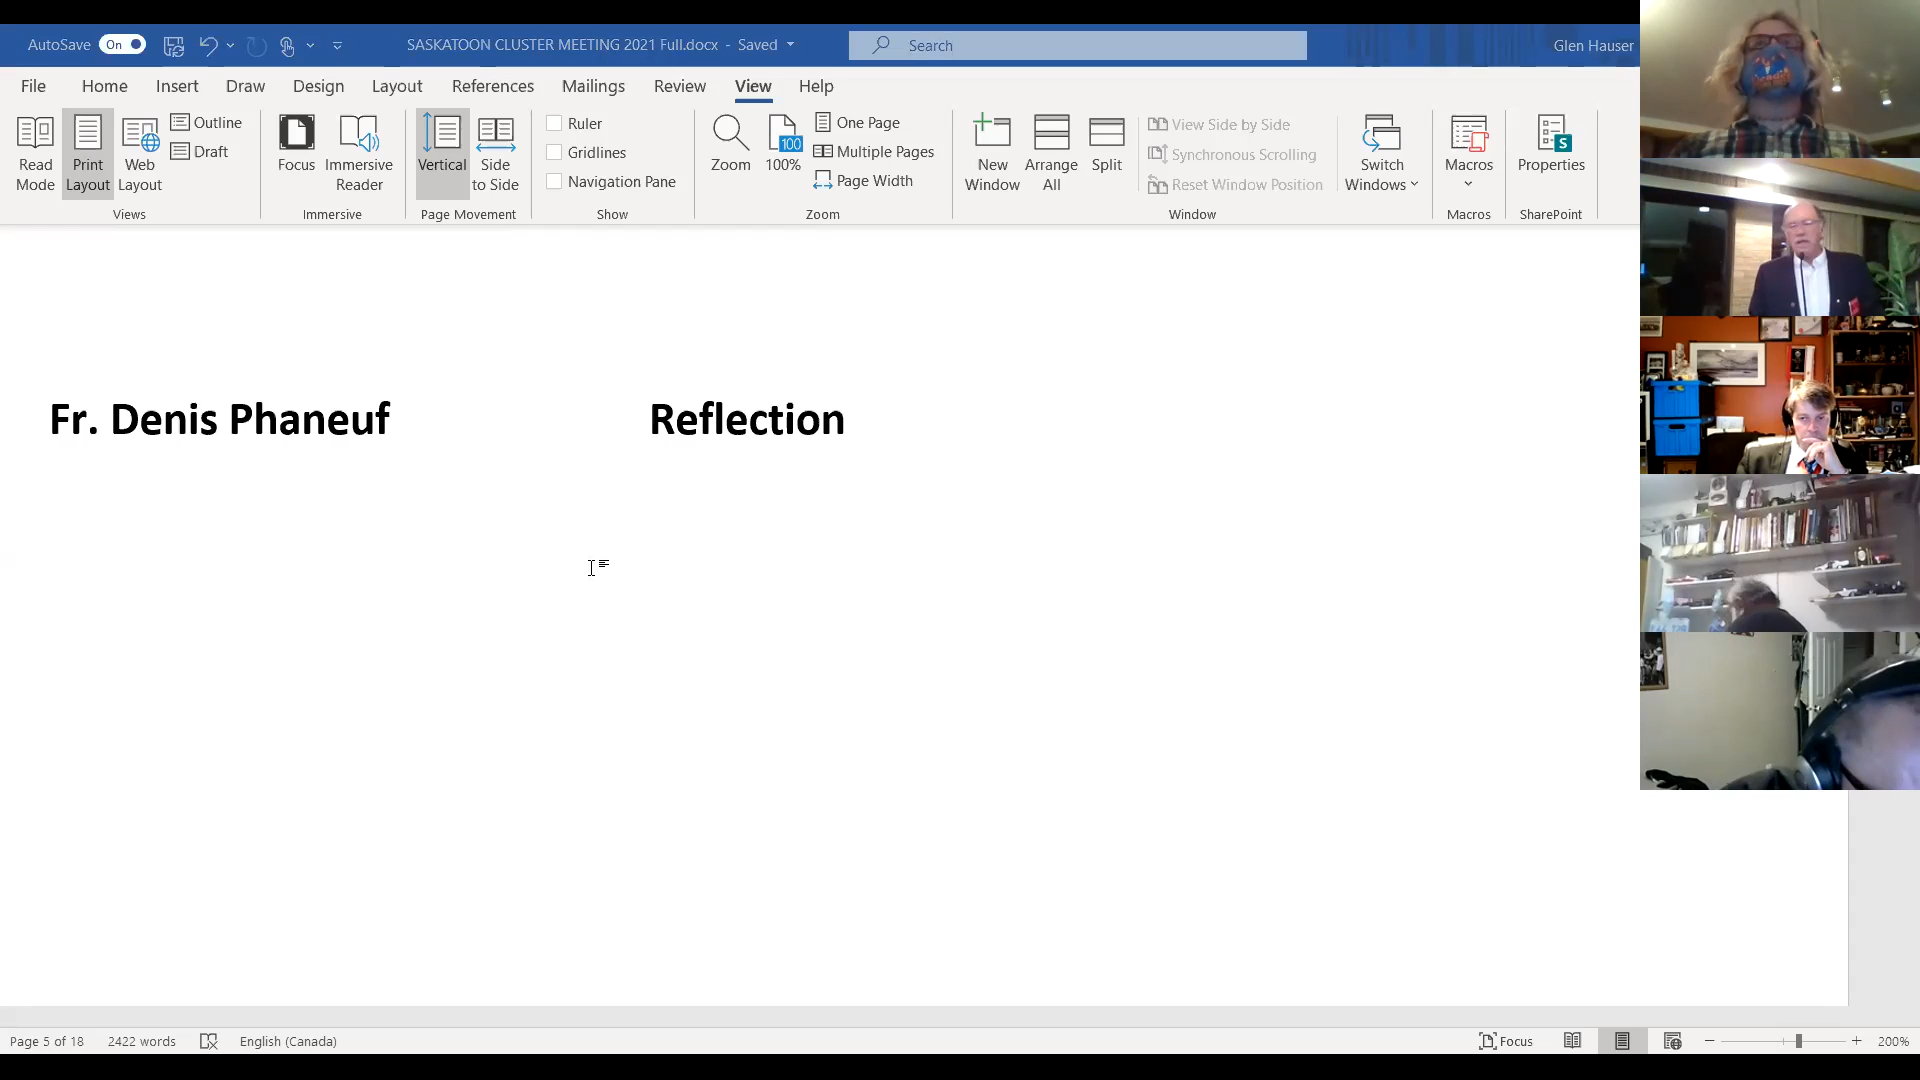 AutoSave On SASKATOON CLUSTER MEETING 2021 Full.docx - Saved Search Glen Hauser
File Home Insert Draw Design Layout References Mailings Review View Help
Read Mode
Print Layout
Web Layout
Outline
Draft
Views
Focus
Immersive Reader
Immersive
Vertical
Side to Side
Page Movement
Ruler
Gridlines
Navigation Pane
Show
Zoom
100
100%
One Page
Multiple Pages
Page Width
Zoom
New Window
Arrange All
Split
View Side by Side
Synchronous Scrolling
Reset Window Position
Switch Windows
Window
Macros
Macros
S
Properties
SharePoint
Fr. Denis Phaneuf Reflection
Page 5 of 18 2422 words English (Canada) Focus 200%